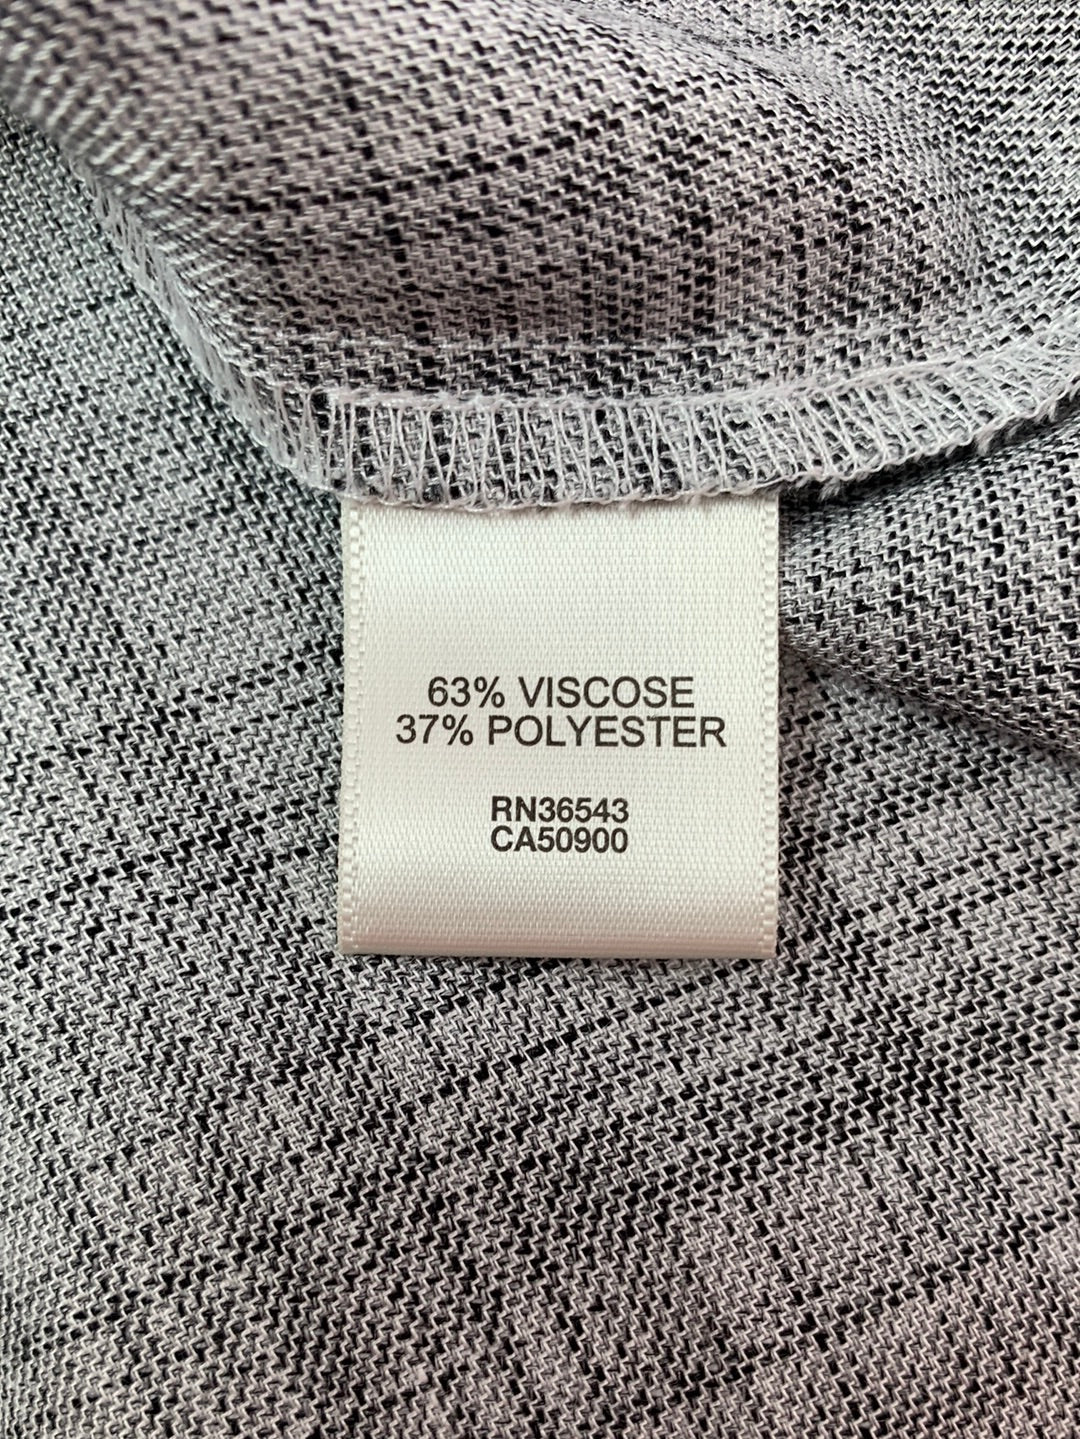 63% VISCOSE
37% POLYESTER
RN36543
CA50900